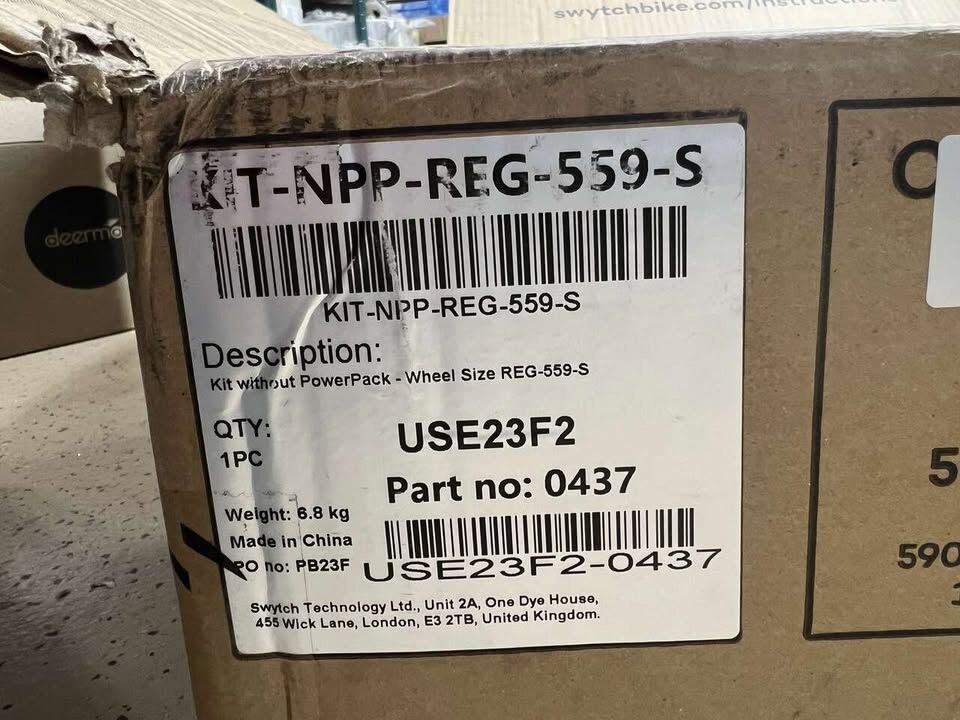 swytchbike.com/instructions
deerma
KIT-NPP-REG-559-S
KIT-NPP-REG-559-S
Description:
Kit without PowerPack - Wheel Size REG-559-S
QTY:
1PC
USE23F2
Part no: 0437
Weight: 6.8 kg
Made in China
PO no: PB23F
USE23F2-0437
Swytch Technology Ltd., Unit 2A, One Dye House,
455 Wick Lane, London, E3 2TB, United Kingdom.
O
5
590